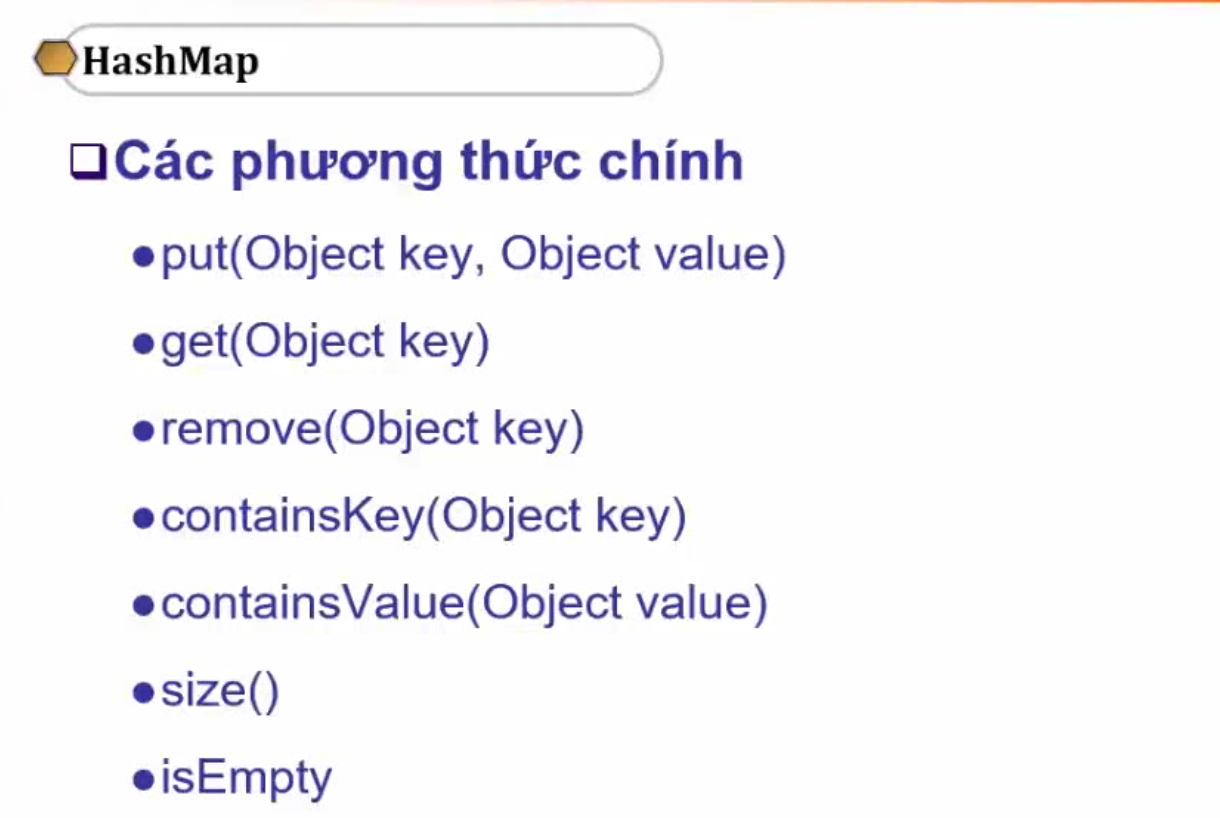 HashMap
Các phương thức chính
put(Object key, Object value)
get(Object key)
remove(Object key)
containsKey(Object key)
containsValue(Object value)
size()
isEmpty